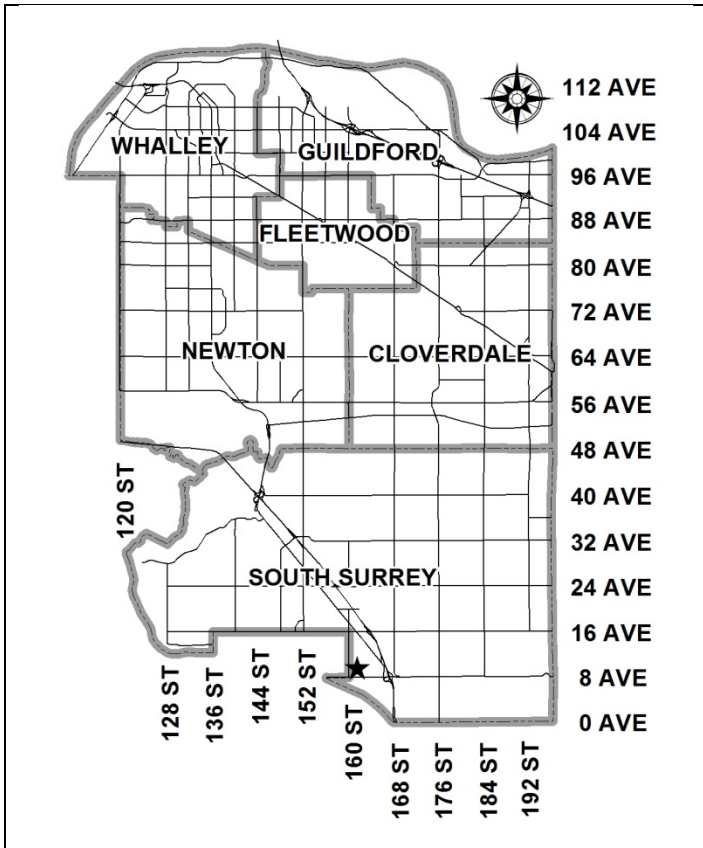 112 AVE
104 AVE
WHALLEY
GUILDFORD
96 AVE
88 AVE
FLEETWOOD
80 AVE
72 AVE
NEWTON
CLOVERDALE
64 AVE
56 AVE
48 AVE
120 ST
40 AVE
32 AVE
SOUTH SURREY
24 AVE
16 AVE
128 ST
136 ST
144 ST
152 ST
160 ST
8 AVE
0 AVE
168 ST
176 ST
184 ST
192 ST